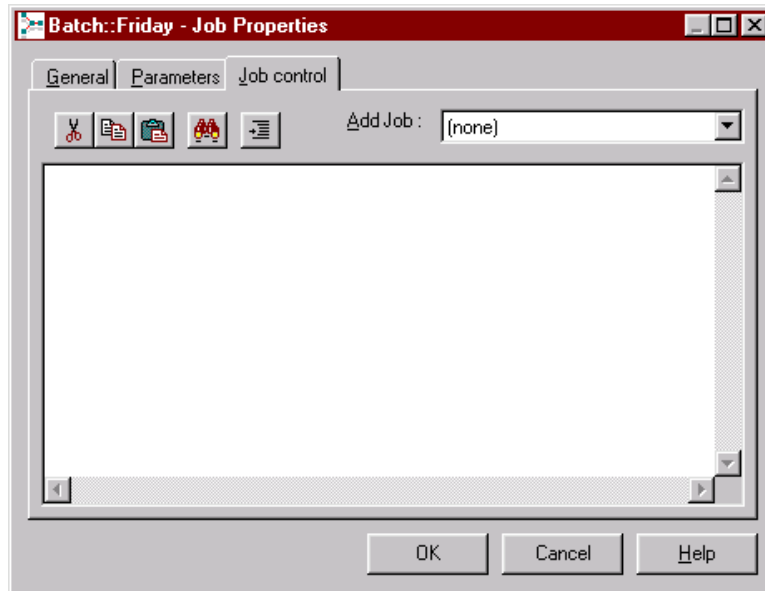 Batch::Friday - Job Properties
General Parameters Job control
Add Job : (none)
OK Cancel Help